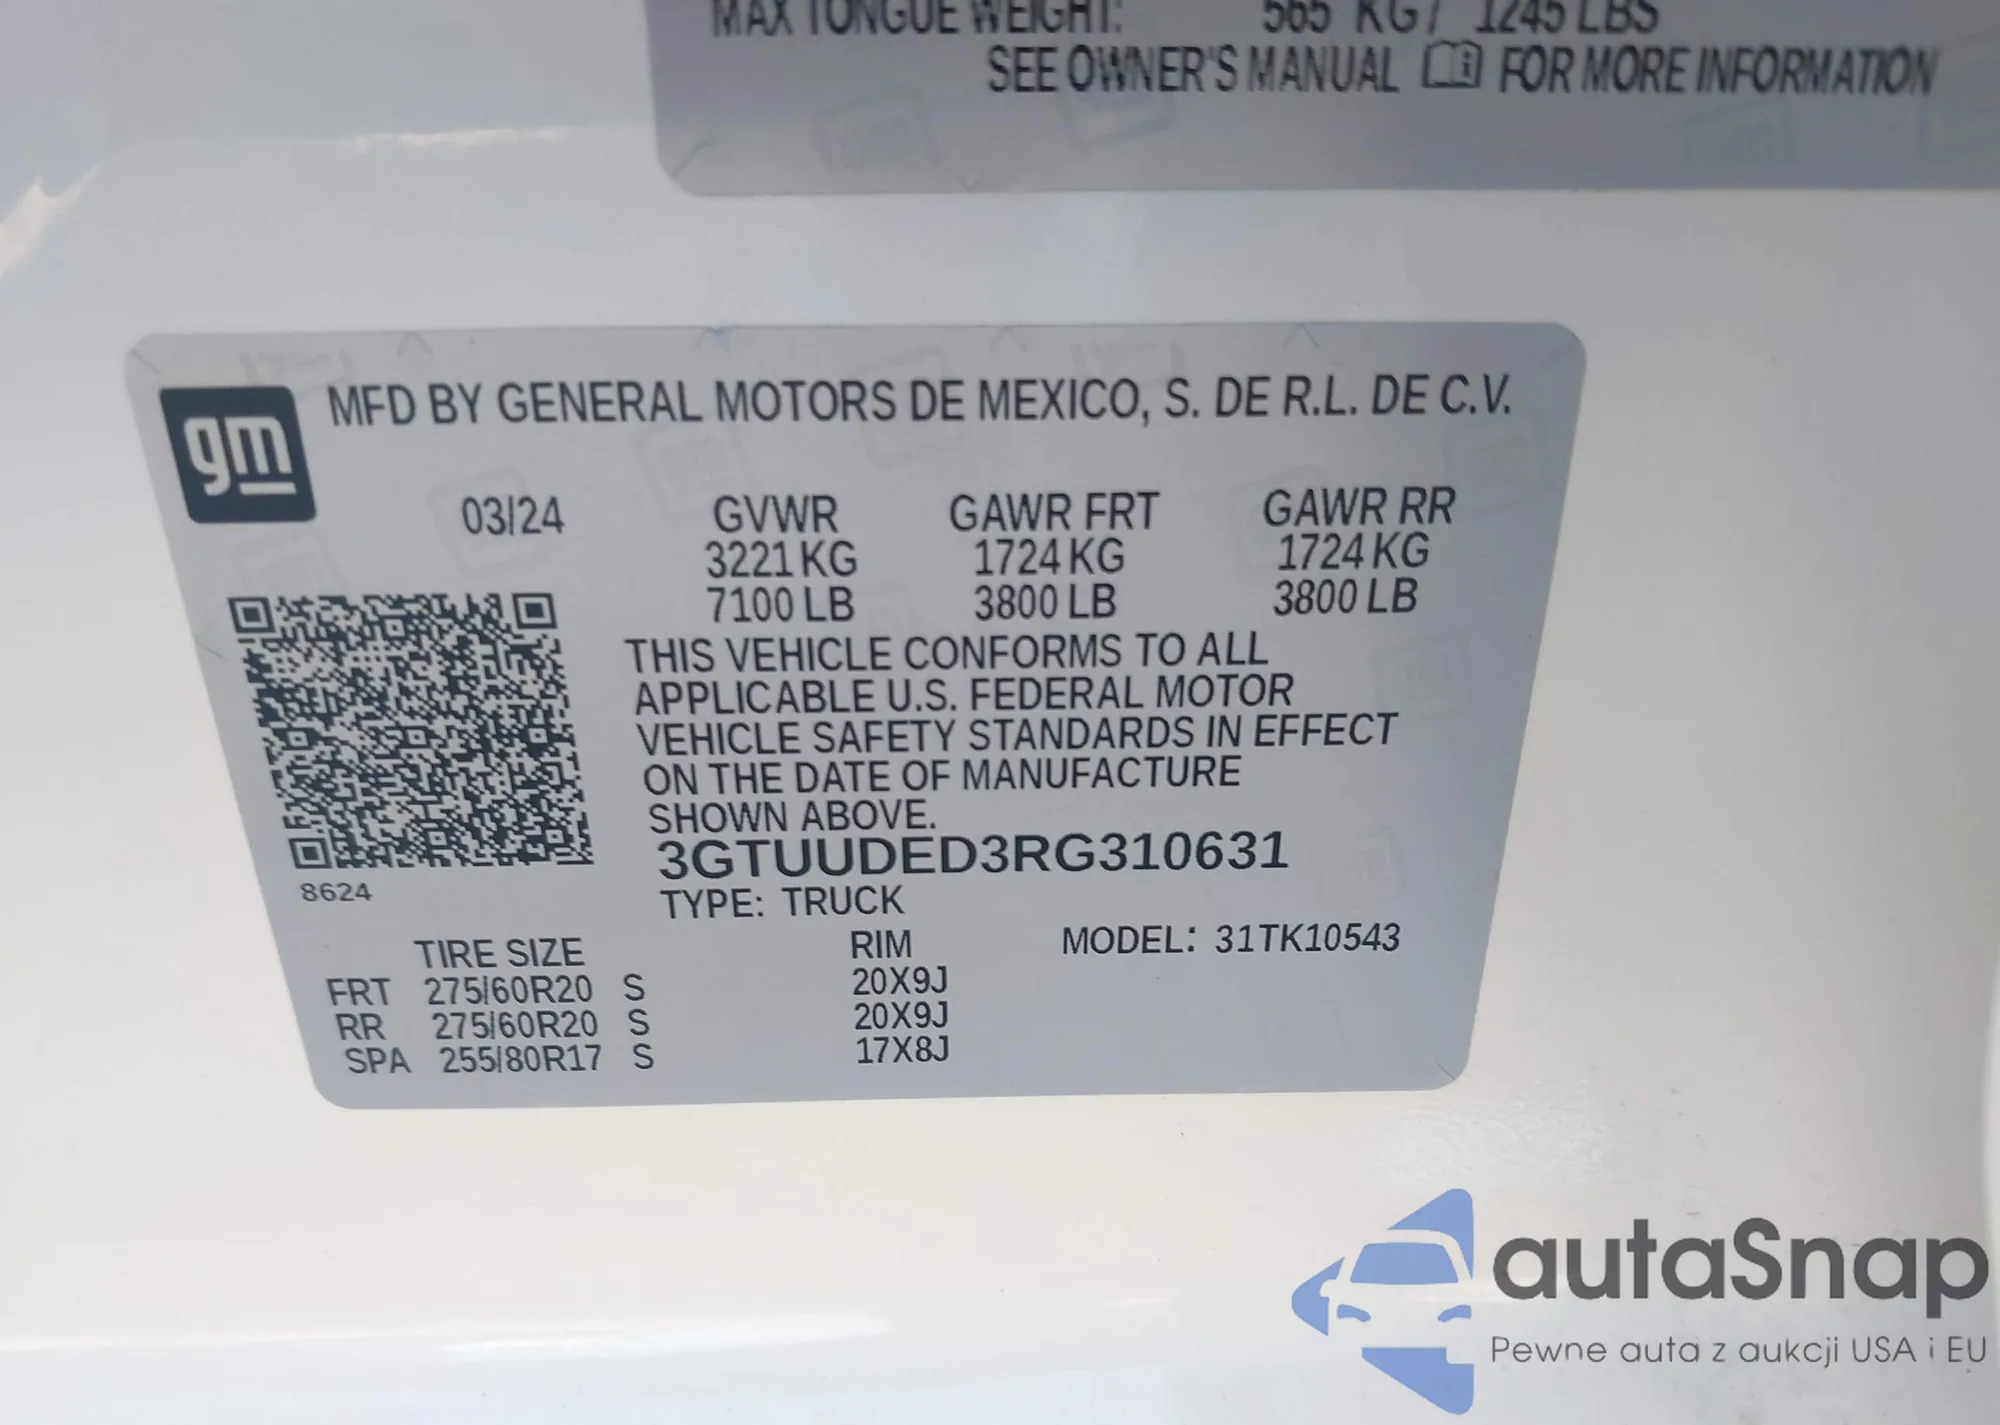 MAX TONGUE WEIGHT: 565 KG / 1245 LBS
SEE OWNER'S MANUAL FOR MORE INFORMATION
gm
MFD BY GENERAL MOTORS DE MEXICO, S. DE R.L. DE C.V.
03/24 GVWR GAWR FRT GAWR RR
3221 KG 1724 KG 1724 KG
7100 LB 3800 LB 3800 LB
THIS VEHICLE CONFORMS TO ALL
APPLICABLE U.S. FEDERAL MOTOR
VEHICLE SAFETY STANDARDS IN EFFECT
ON THE DATE OF MANUFACTURE
SHOWN ABOVE.
3GTUUDED3RG310631
8624
TYPE: TRUCK
TIRE SIZE RIM MODEL: 31TK10543
FRT 275/60R20 S 20X9J
RR 275/60R20 S 20X9J
SPA 255/80R17 S 17X8J
autaSnap
Pewne auta z aukcji USA i EU